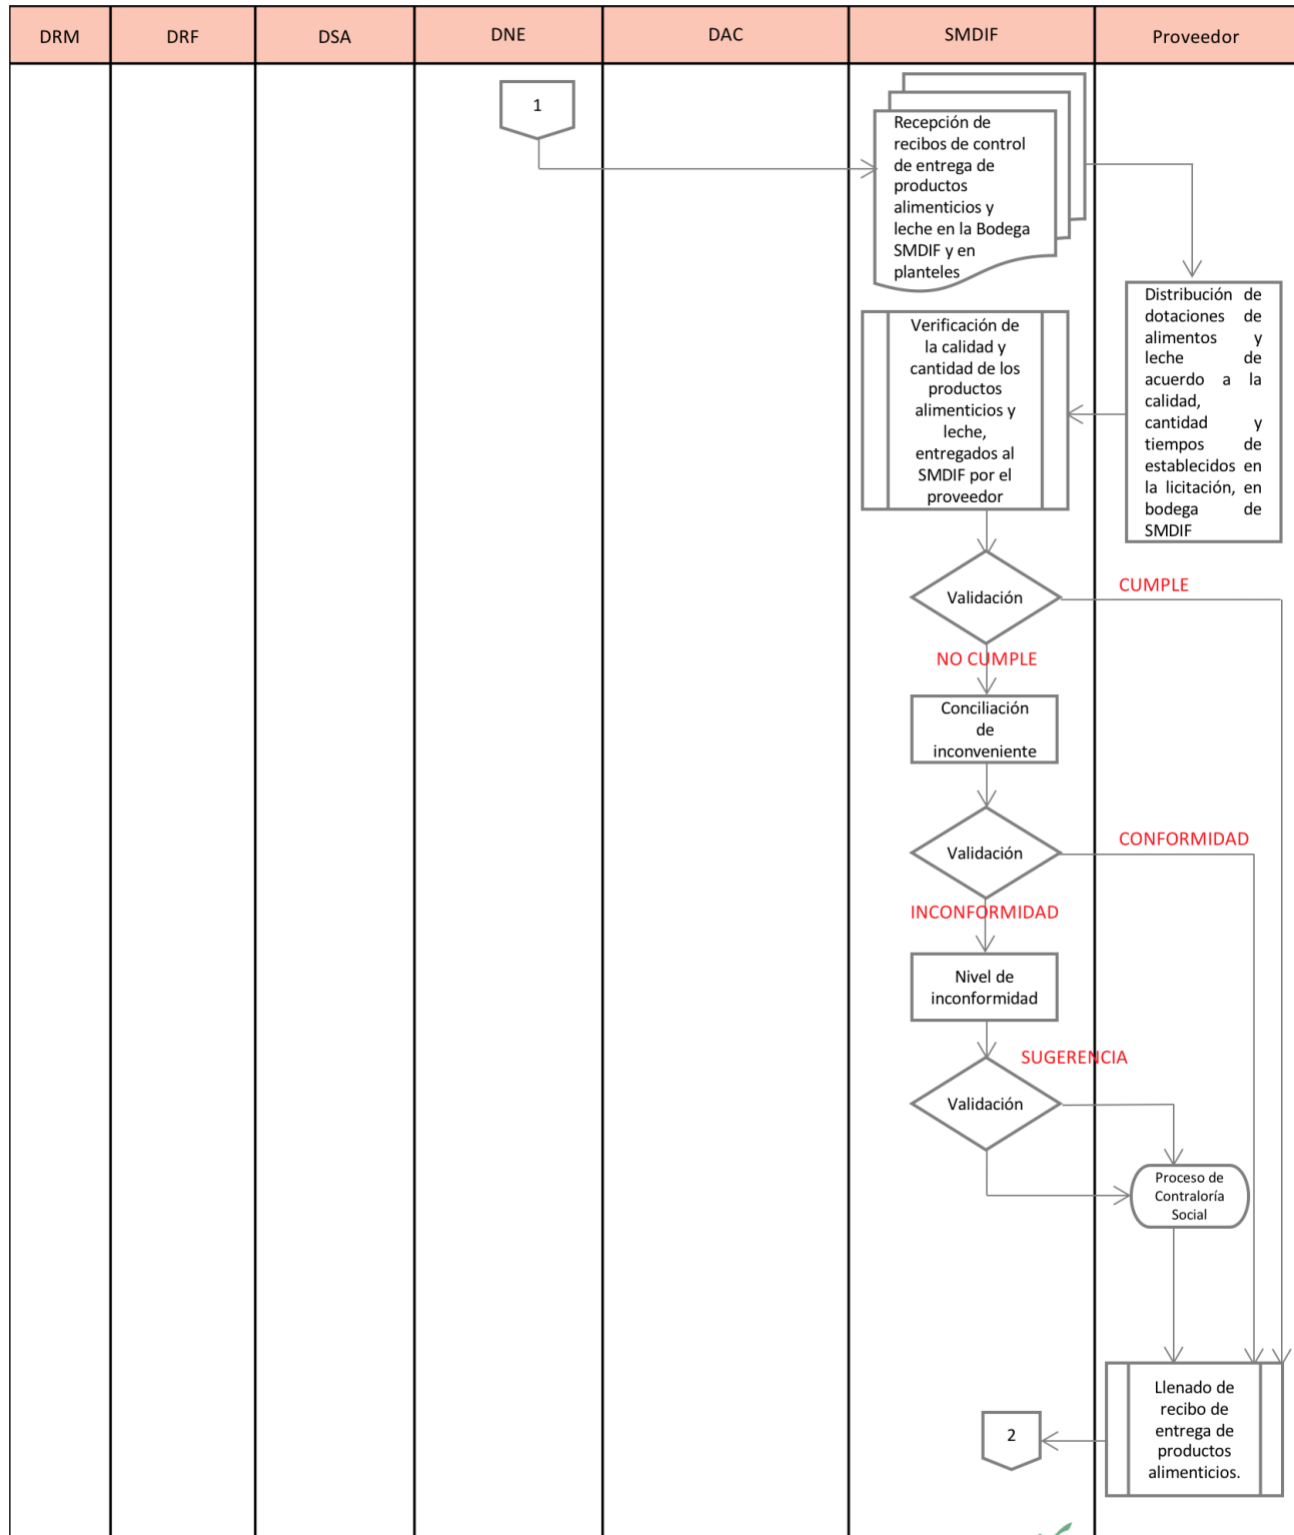 DRM
DRF
DSA
DNE
DAC
SMDIF
Proveedor
1
Recepción de
recibos de control
de entrega de
productos
alimenticios y
leche en la Bodega
SMDIF y en
planteles
Distribución de
dotaciones de
alimentos y
leche de
acuerdo a la
calidad,
cantidad y
tiempos de
establecidos en
la licitación, en
bodega de
SMDIF
Verificación de
la calidad y
cantidad de los
productos
alimenticios y
leche,
entregados al
SMDIF por el
proveedor
Validación
CUMPLE
NO CUMPLE
Conciliación
de
inconveniente
Validación
CONFORMIDAD
INCONFORMIDAD
Nivel de
inconformidad
SUGERENCIA
Validación
Proceso de
Contraloría
Social
Llenado de
recibo de
entrega de
productos
alimenticios.
2